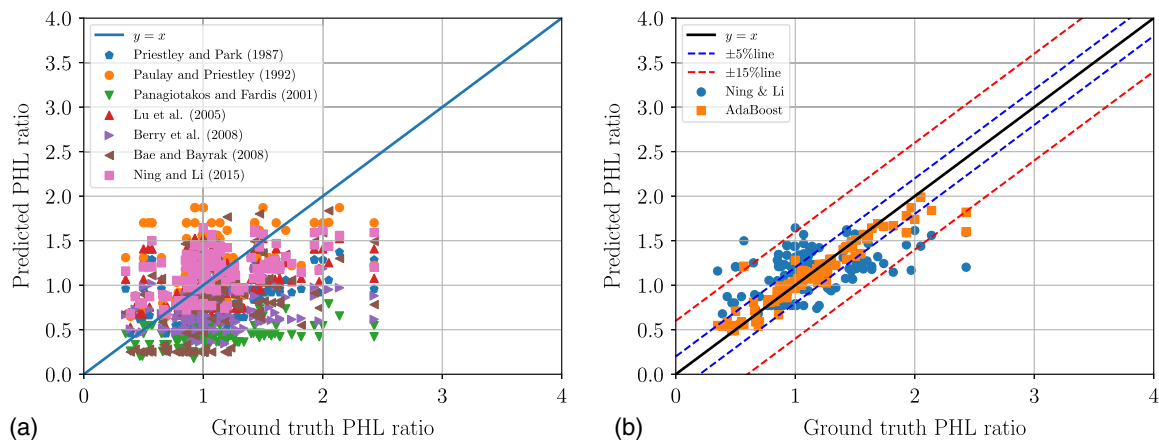 4.0
3.5
3.0
2.5
2.0
1.5
1.0
0.5
0.0
Predicted PHL ratio
y = x
Priestley and Park (1987)
Paulay and Priestley (1992)
Panagiotakos and Fardis (2001)
Lu et al. (2005)
Berry et al. (2008)
Bae and Bayrak (2008)
Ning and Li (2015)
0 1 2 3 4
Ground truth PHL ratio
(a)
4.0
3.5
3.0
2.5
2.0
1.5
1.0
0.5
0.0
Predicted PHL ratio
y = x
±5%line
±15%line
Ning & Li
AdaBoost
0 1 2 3 4
Ground truth PHL ratio
(b)